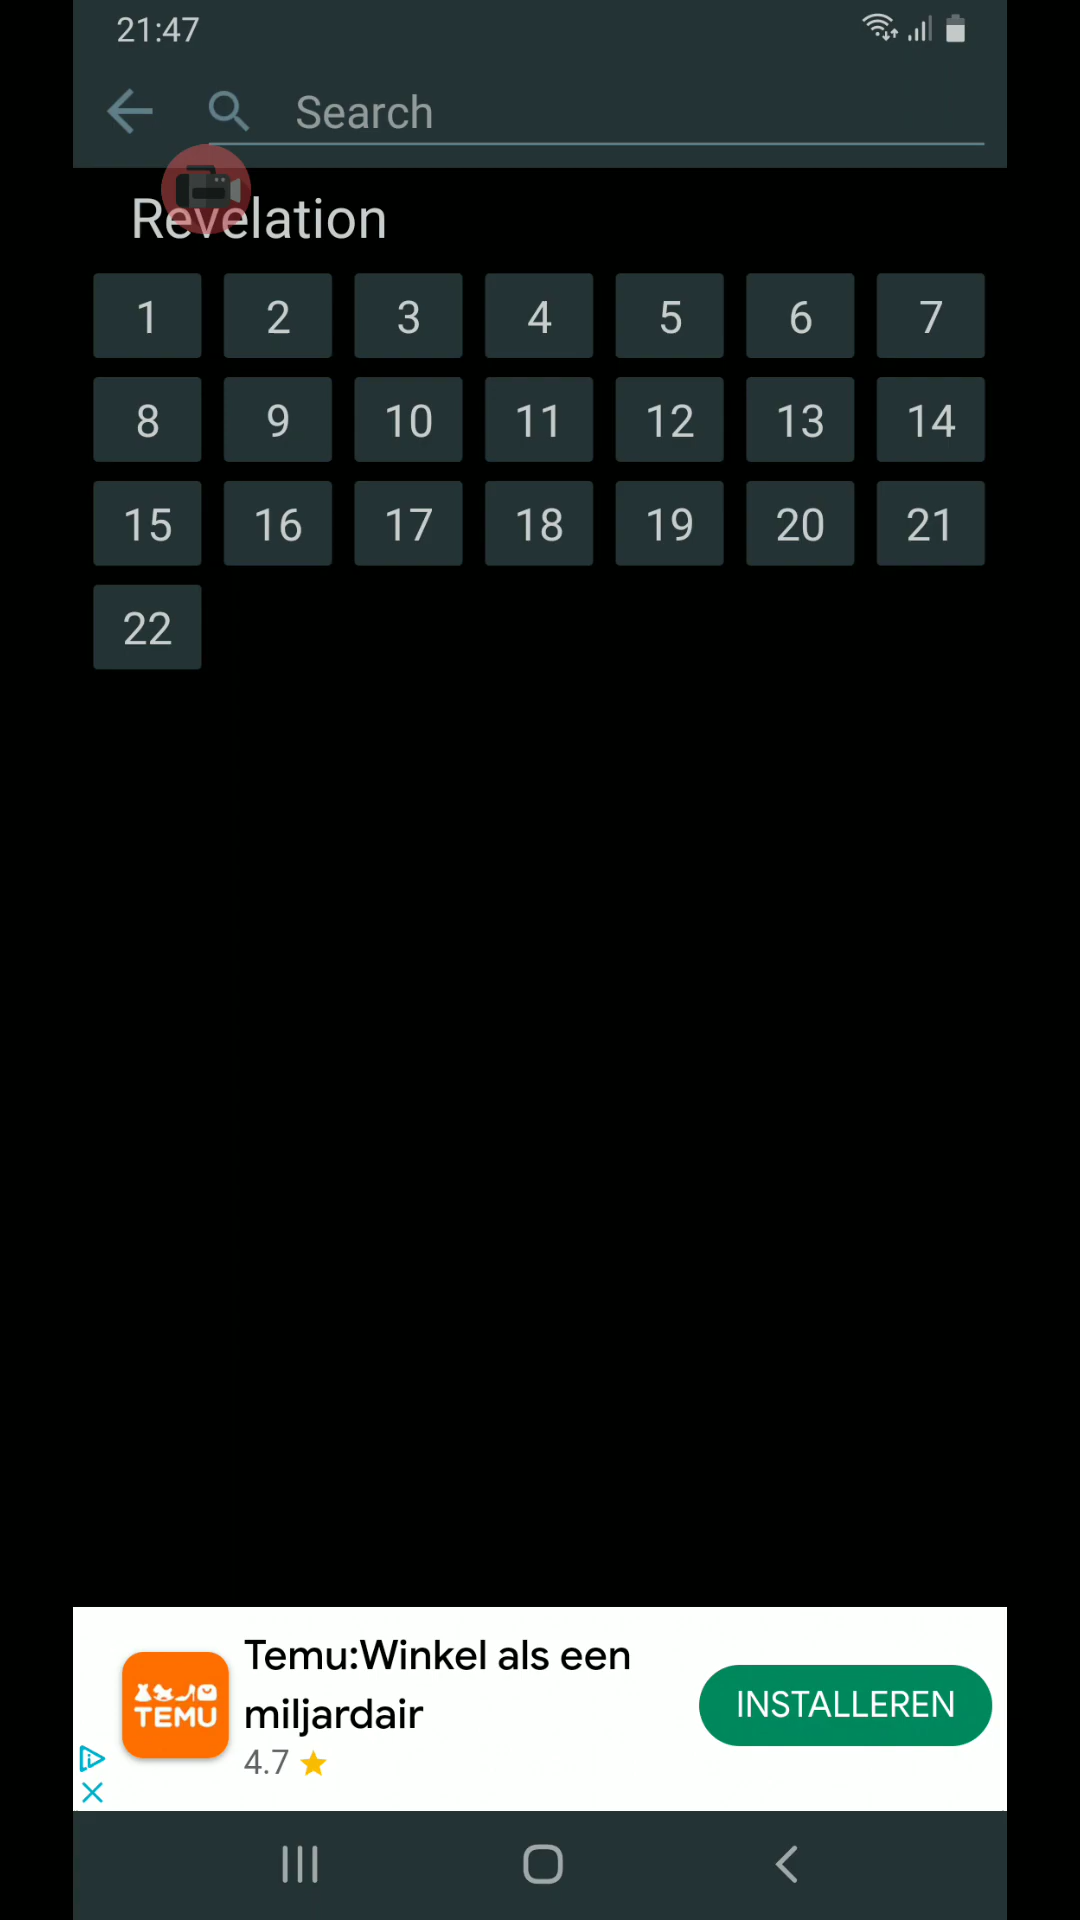 21:47
Search
Revelation
1 2 3 4 5 6 7
8 9 10 11 12 13 14
15 16 17 18 19 20 21
22
Temu:Winkel als een
miljardair
TEMU
INSTALLEREN
4.7